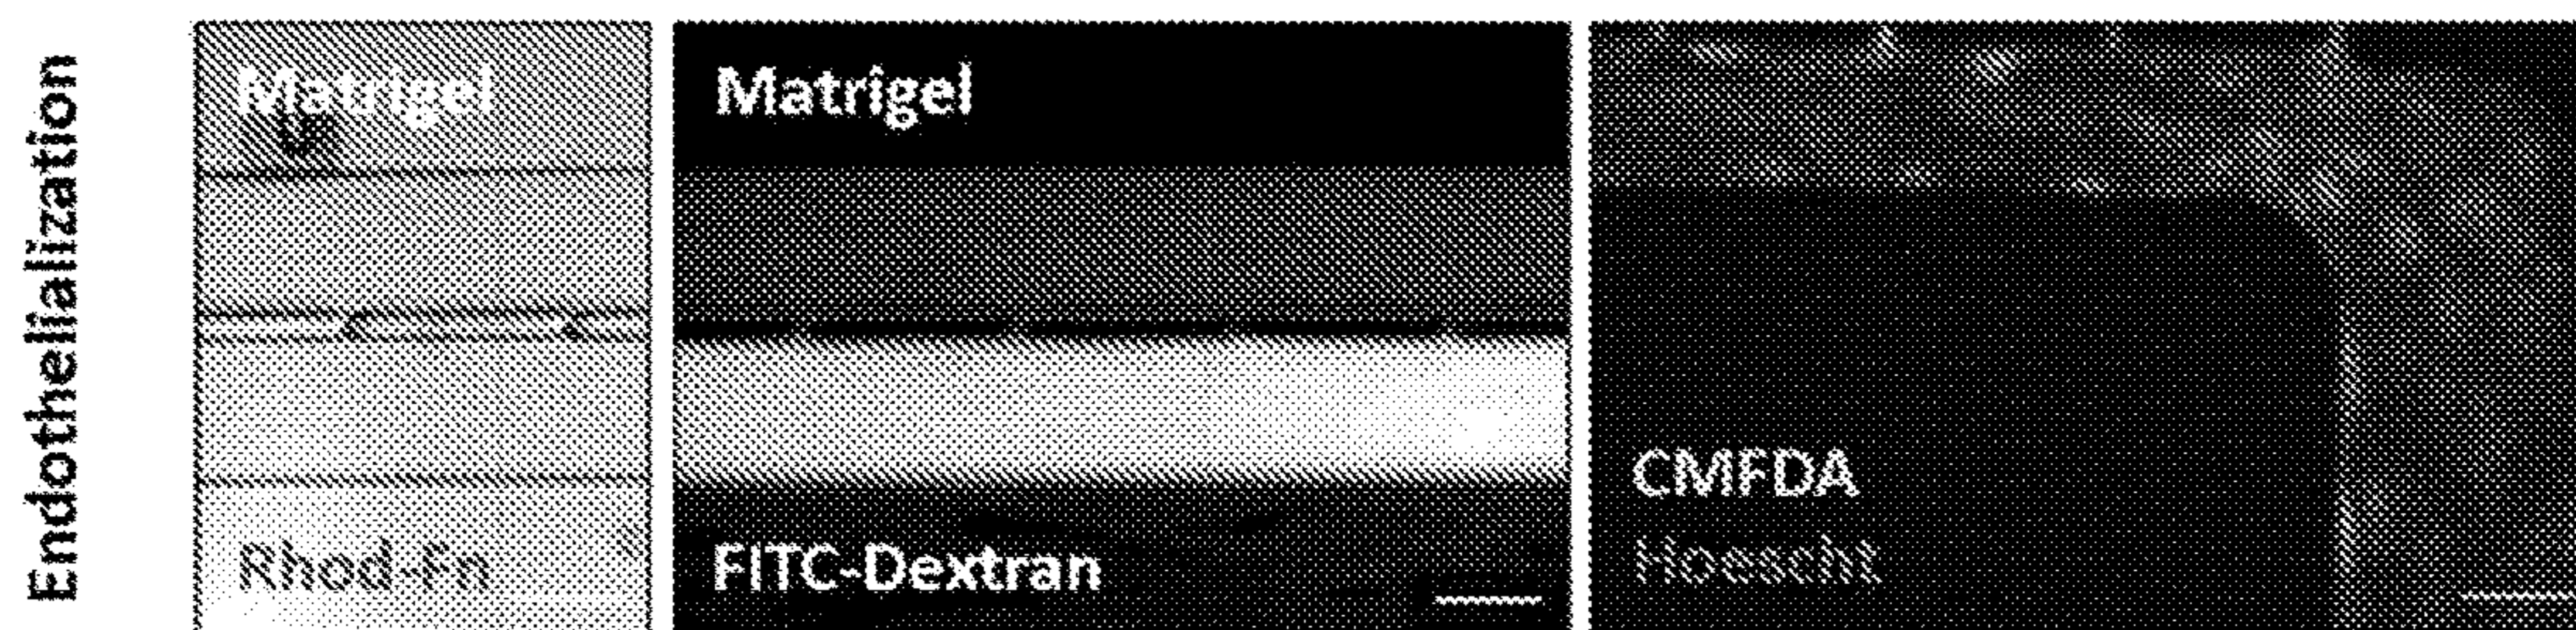 Endothelialization
Matrigel
Rhod-Fn
Matrigel
FITC-Dextran
CMFDA
Hoescht